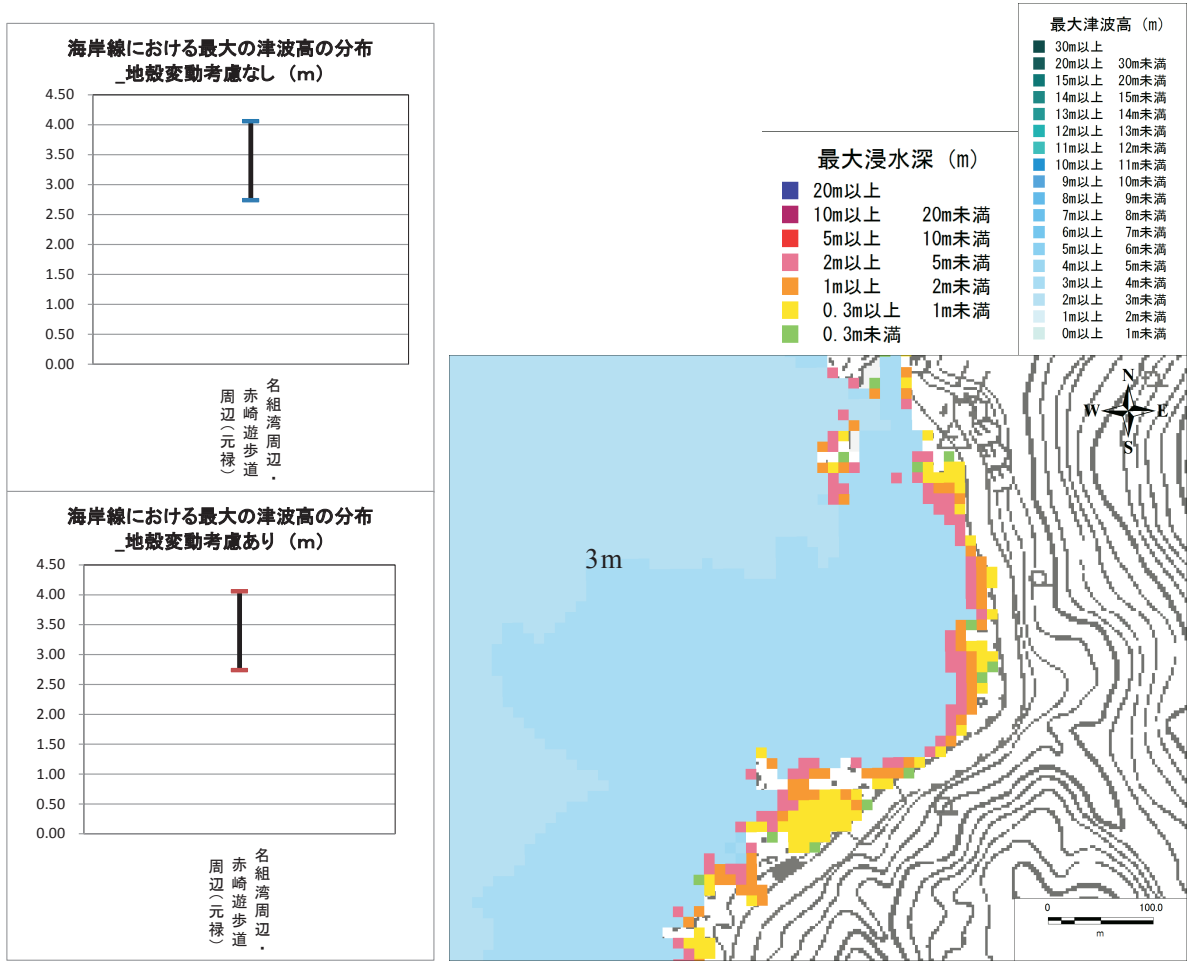 海岸線における最大の津波高の分布
_地殻変動考慮なし（m）
4.50
4.00
3.50
3.00
2.50
2.00
1.50
1.00
0.50
0.00
名組湾周辺・
赤崎遊歩道
周辺（元禄）
海岸線における最大の津波高の分布
_地殻変動考慮あり（m）
4.50
4.00
3.50
3.00
2.50
2.00
1.50
1.00
0.50
0.00
名組湾周辺・
赤崎遊歩道
周辺（元禄）
最大浸水深（m）
20m以上
10m以上 20m未満
5m以上 10m未満
2m以上 5m未満
1m以上 2m未満
0.3m以上 1m未満
0.3m未満
最大津波高（m）
30m以上
20m以上 30m未満
15m以上 20m未満
14m以上 15m未満
13m以上 14m未満
12m以上 13m未満
11m以上 12m未満
10m以上 11m未満
9m以上 10m未満
8m以上 9m未満
7m以上 8m未満
6m以上 7m未満
5m以上 6m未満
4m以上 5m未満
3m以上 4m未満
2m以上 3m未満
1m以上 2m未満
0m以上 1m未満
N
W E
S
3m
0 100.0
m